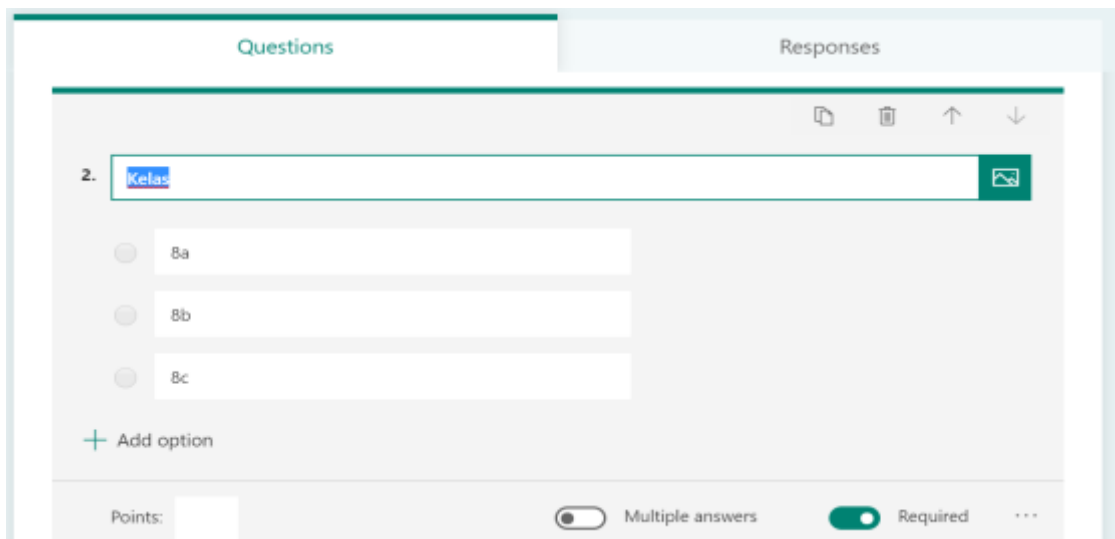 Questions
Responses
2. Kelas
8a
8b
8c
Add option
Points:
Multiple answers
Required